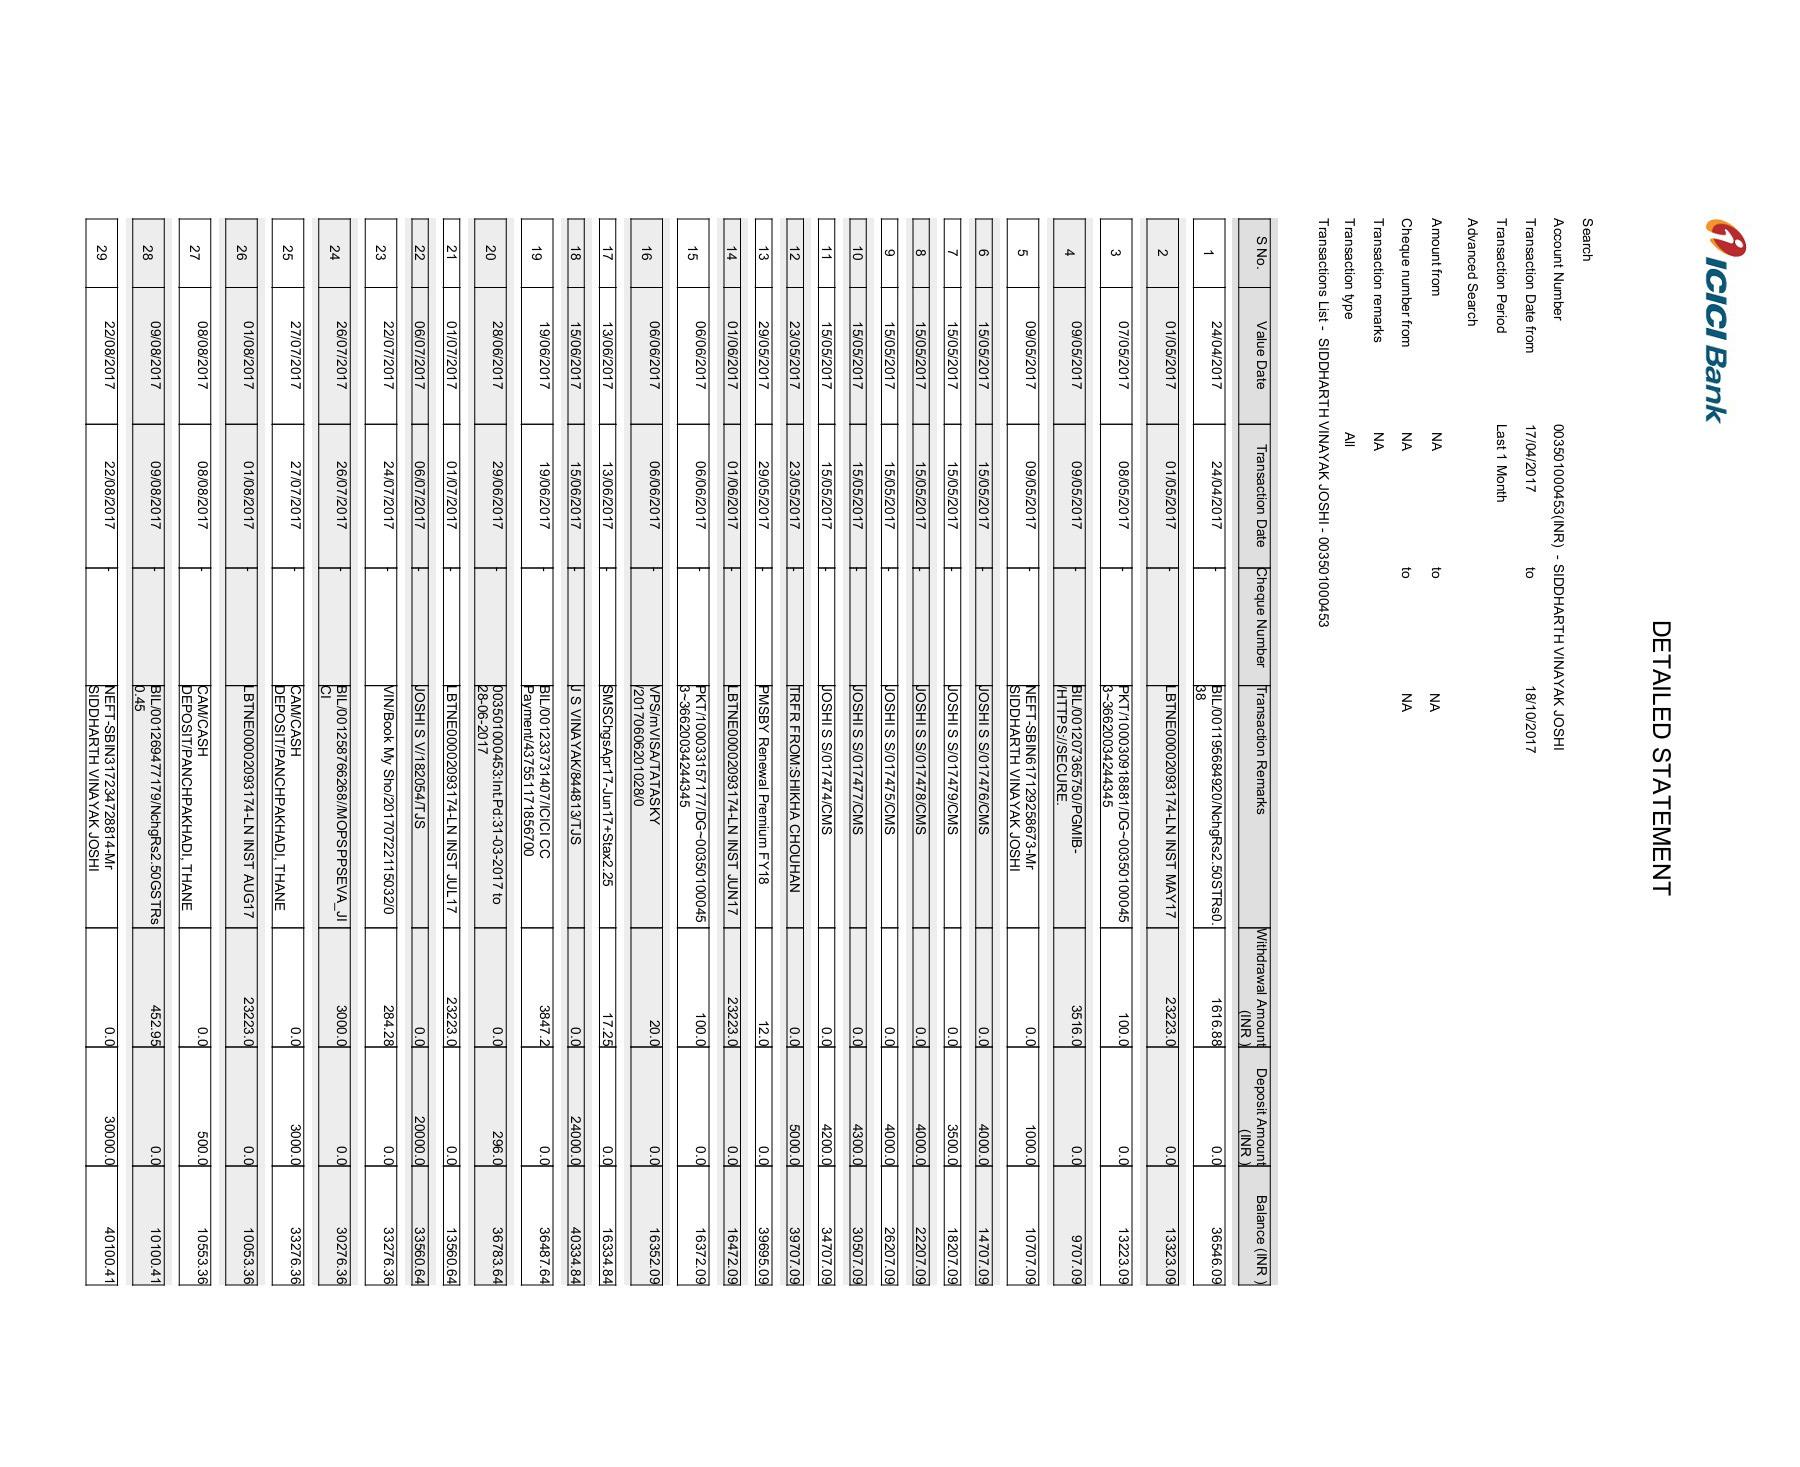 ICICI Bank
DETAILED STATEMENT
Search
Account Number 003501000453(INR) - SIDDHARTH VINAYAK JOSHI
Transaction Date from 17/04/2017 to 18/10/2017
Transaction Period Last 1 Month
Advanced Search
Amount from NA to NA
Cheque number from NA to NA
Transaction remarks NA
Transaction type All
Transactions List - SIDDHARTH VINAYAK JOSHI - 003501000453
S No. Value Date Transaction Date Cheque Number Transaction Remarks Withdrawal Amount Deposit Amount Balance (INR )
(INR ) (INR )
1 24/04/2017 24/04/2017 - BIL/001195684920/NchgRs2.50STRs0. 1616.88 0.0 36546.09
38
2 01/05/2017 01/05/2017 - LBTNE00002093174-LN INST MAY17 23223.0 0.0 13323.09
3 07/05/2017 08/05/2017 - PKT/100030918881/DG~00350100045 100.0 0.0 13223.09
3~36620034244345
4 09/05/2017 09/05/2017 - BIL/001207365750/PGMIB- 3516.0 0.0 9707.09
/HTTPS://SECURE.
5 09/05/2017 09/05/2017 - NEFT-SBIN617129258673-Mr 0.0 1000.0 10707.09
SIDDHARTH VINAYAK JOSHI
6 15/05/2017 15/05/2017 - JOSHI S S/017476/CMS 0.0 4000.0 14707.09
7 15/05/2017 15/05/2017 - JOSHI S S/017479/CMS 0.0 3500.0 18207.09
8 15/05/2017 15/05/2017 - JOSHI S S/017478/CMS 0.0 4000.0 22207.09
9 15/05/2017 15/05/2017 - JOSHI S S/017475/CMS 0.0 4000.0 26207.09
10 15/05/2017 15/05/2017 - JOSHI S S/017477/CMS 0.0 4300.0 30507.09
11 15/05/2017 15/05/2017 - JOSHI S S/017474/CMS 0.0 4200.0 34707.09
12 23/05/2017 23/05/2017 - TRFR FROM:SHIKHA CHOUHAN 0.0 5000.0 39707.09
13 29/05/2017 29/05/2017 - PMSBY Renewal Premium FY18 12.0 0.0 39695.09
14 01/06/2017 01/06/2017 - LBTNE00002093174-LN INST JUN17 23223.0 0.0 16472.09
15 06/06/2017 06/06/2017 - PKT/100033157177/DG~00350100045 100.0 0.0 16372.09
3~36620034244345
16 06/06/2017 06/06/2017 - VPS/mVISA/TATASKY 20.0 0.0 16352.09
/20170606201028/0
17 13/06/2017 13/06/2017 - SMSChgsApr17-Jun17+Stax2.25 17.25 0.0 16334.84
18 15/06/2017 15/06/2017 - J S VINAYAK/844813/TJS 0.0 24000.0 40334.84
19 19/06/2017 19/06/2017 - BIL/001233731407/ICICI CC 3847.2 0.0 36487.64
Payment/4375511718567 00
20 28/06/2017 29/06/2017 - 003501000453:Int.Pd:31-03-2017 to 0.0 296.0 36783.64
28-06-2017
21 01/07/2017 01/07/2017 - LBTNE00002093174-LN INST JUL17 23223.0 0.0 13560.64
22 06/07/2017 06/07/2017 - JOSHI S V/182054/TJS 0.0 20000.0 33560.64
23 22/07/2017 24/07/2017 - VIN/Book My Sho/20170722115032/0 284.28 0.0 33276.36
24 26/07/2017 26/07/2017 - BIL/001258766268//MOPSPPSEVA_JI 3000.0 0.0 30276.36
CI
25 27/07/2017 27/07/2017 - CAM/CASH 0.0 3000.0 33276.36
DEPOSIT/PANCHPAKHADI, THANE
26 01/08/2017 01/08/2017 - LBTNE00002093174-LN INST AUG17 23223.0 0.0 10053.36
27 08/08/2017 08/08/2017 - CAM/CASH 0.0 500.0 10553.36
DEPOSIT/PANCHPAKHADI, THANE
28 09/08/2017 09/08/2017 - BIL/001269477179/NchgRs2.50GSTRs 452.95 0.0 10100.41
0.45
29 22/08/2017 22/08/2017 - NEFT-SBIN317234728814-Mr 0.0 30000.0 40100.41
SIDDHARTH VINAYAK JOSHI